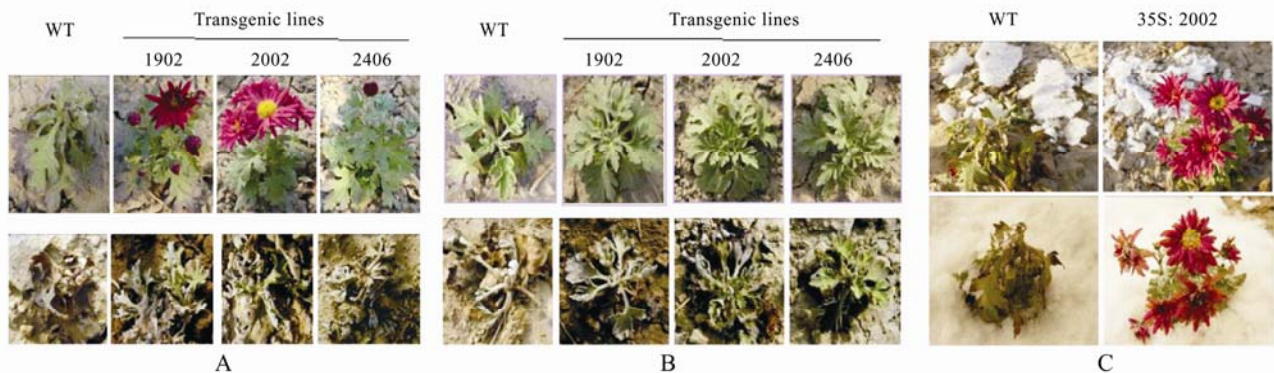 WT
Transgenic lines
1902 2002 2406
A
WT
Transgenic lines
1902 2002 2406
B
WT 35S: 2002
C